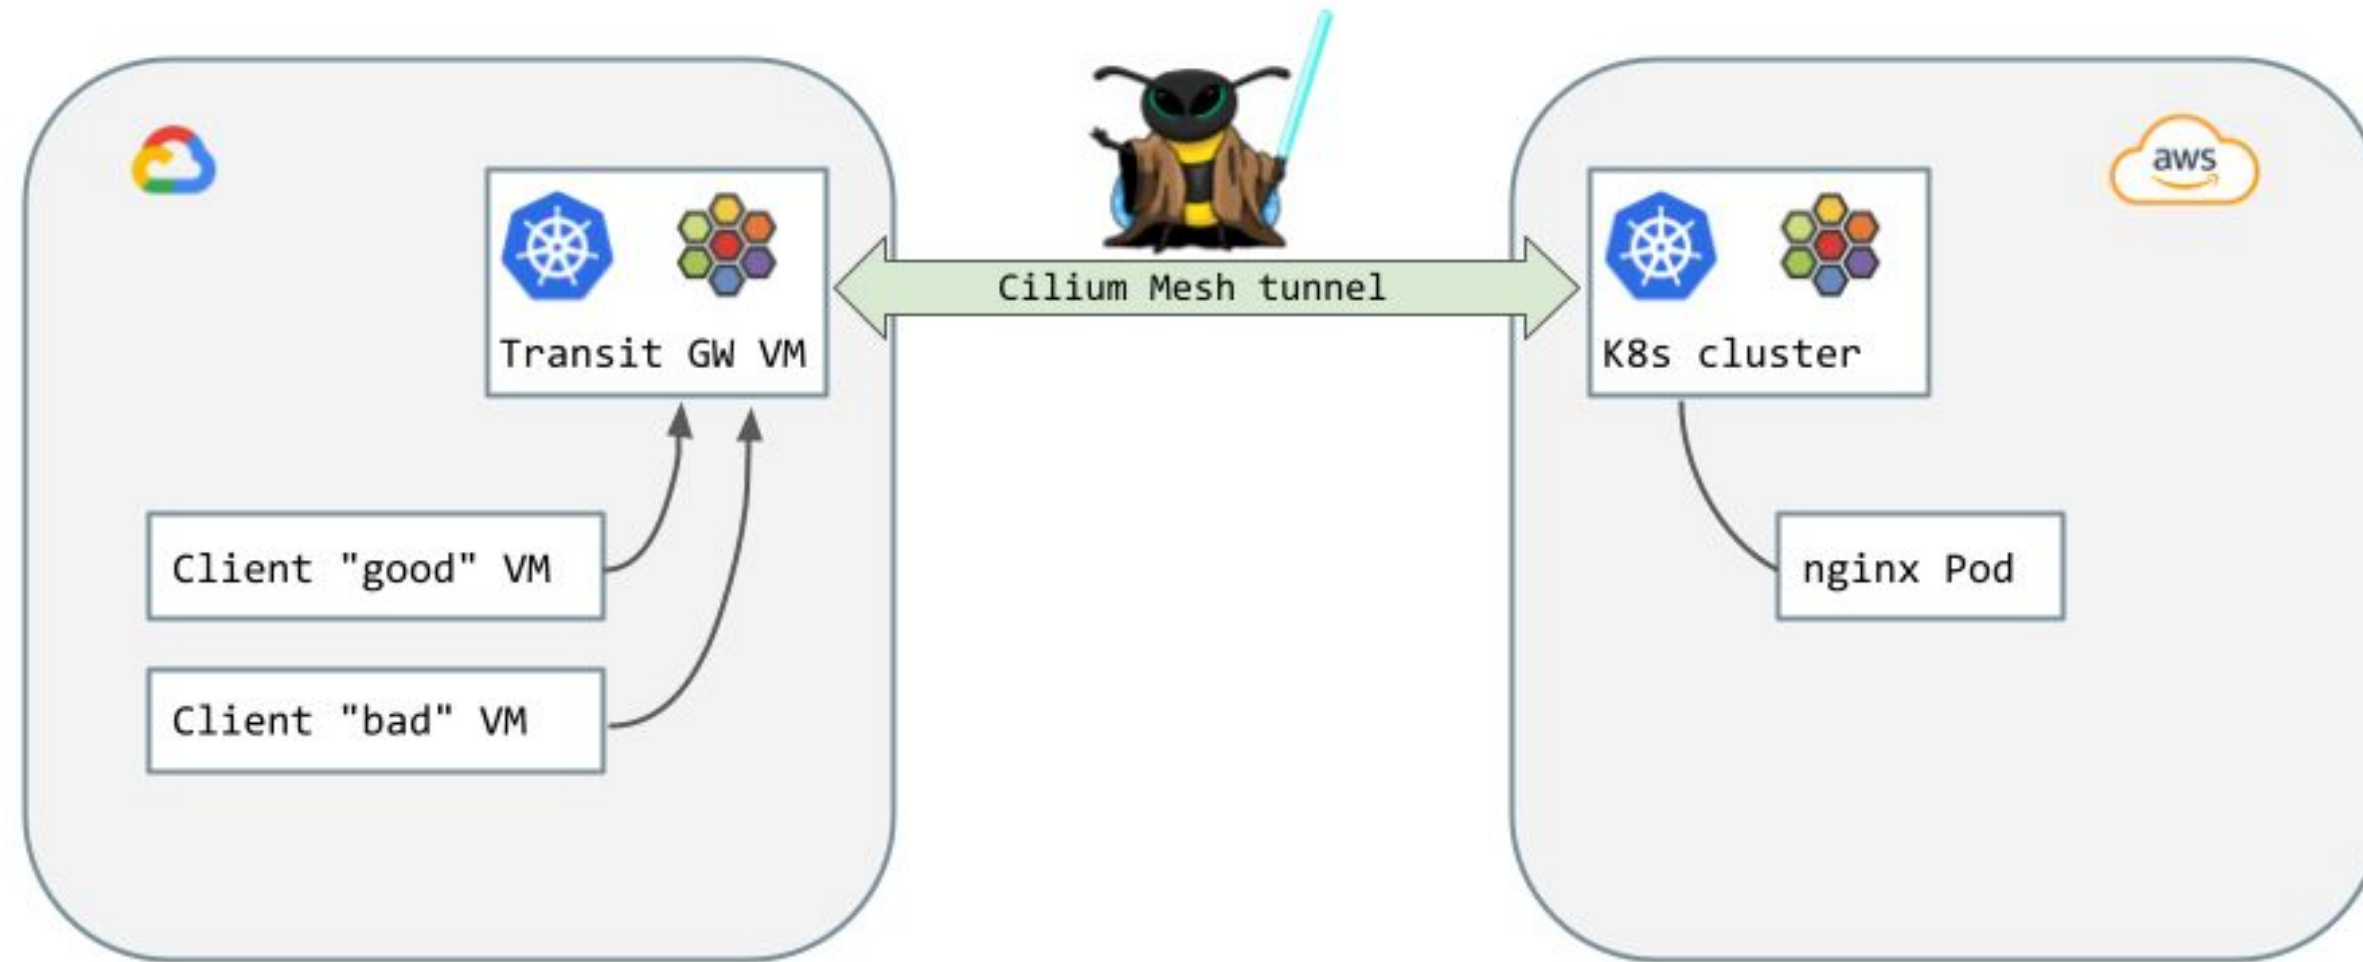 aws
Cilium Mesh tunnel
Transit GW VM
K8s cluster
Client "good" VM
nginx Pod
Client "bad" VM